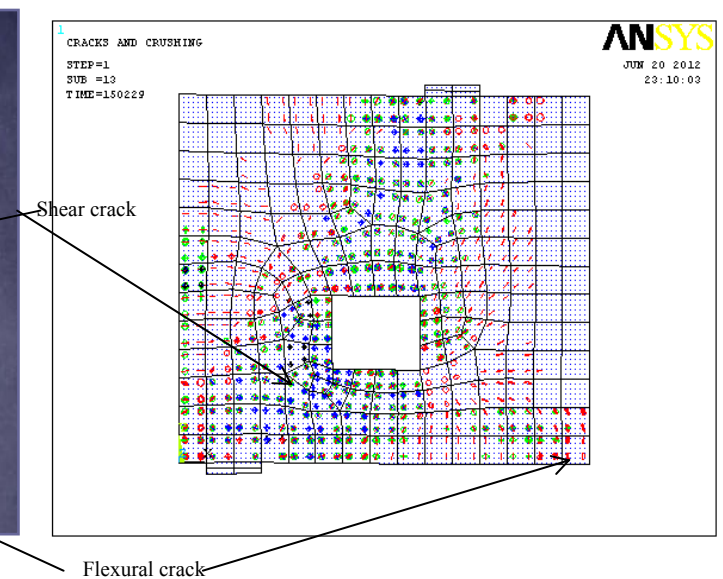 1
CRACKS AND CRUSHING
STEP=1
SUB =13
TIME=150229
ANSYS
JUN 20 2012
23:10:03
Shear crack
Flexural crack